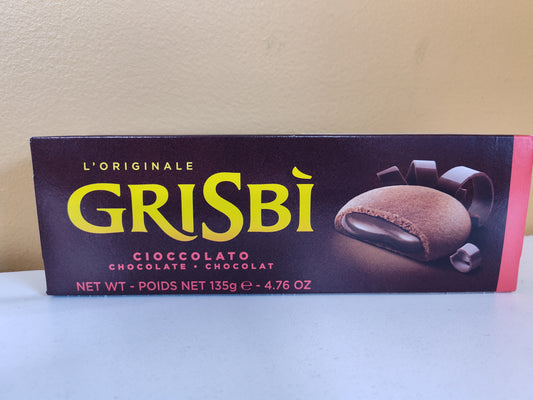 L'ORIGINALE
GRISBÌ
CIOCCOLATO
CHOCOLATE • CHOCOLAT
NET WT - POIDS NET 135g ℮ - 4.76 OZ